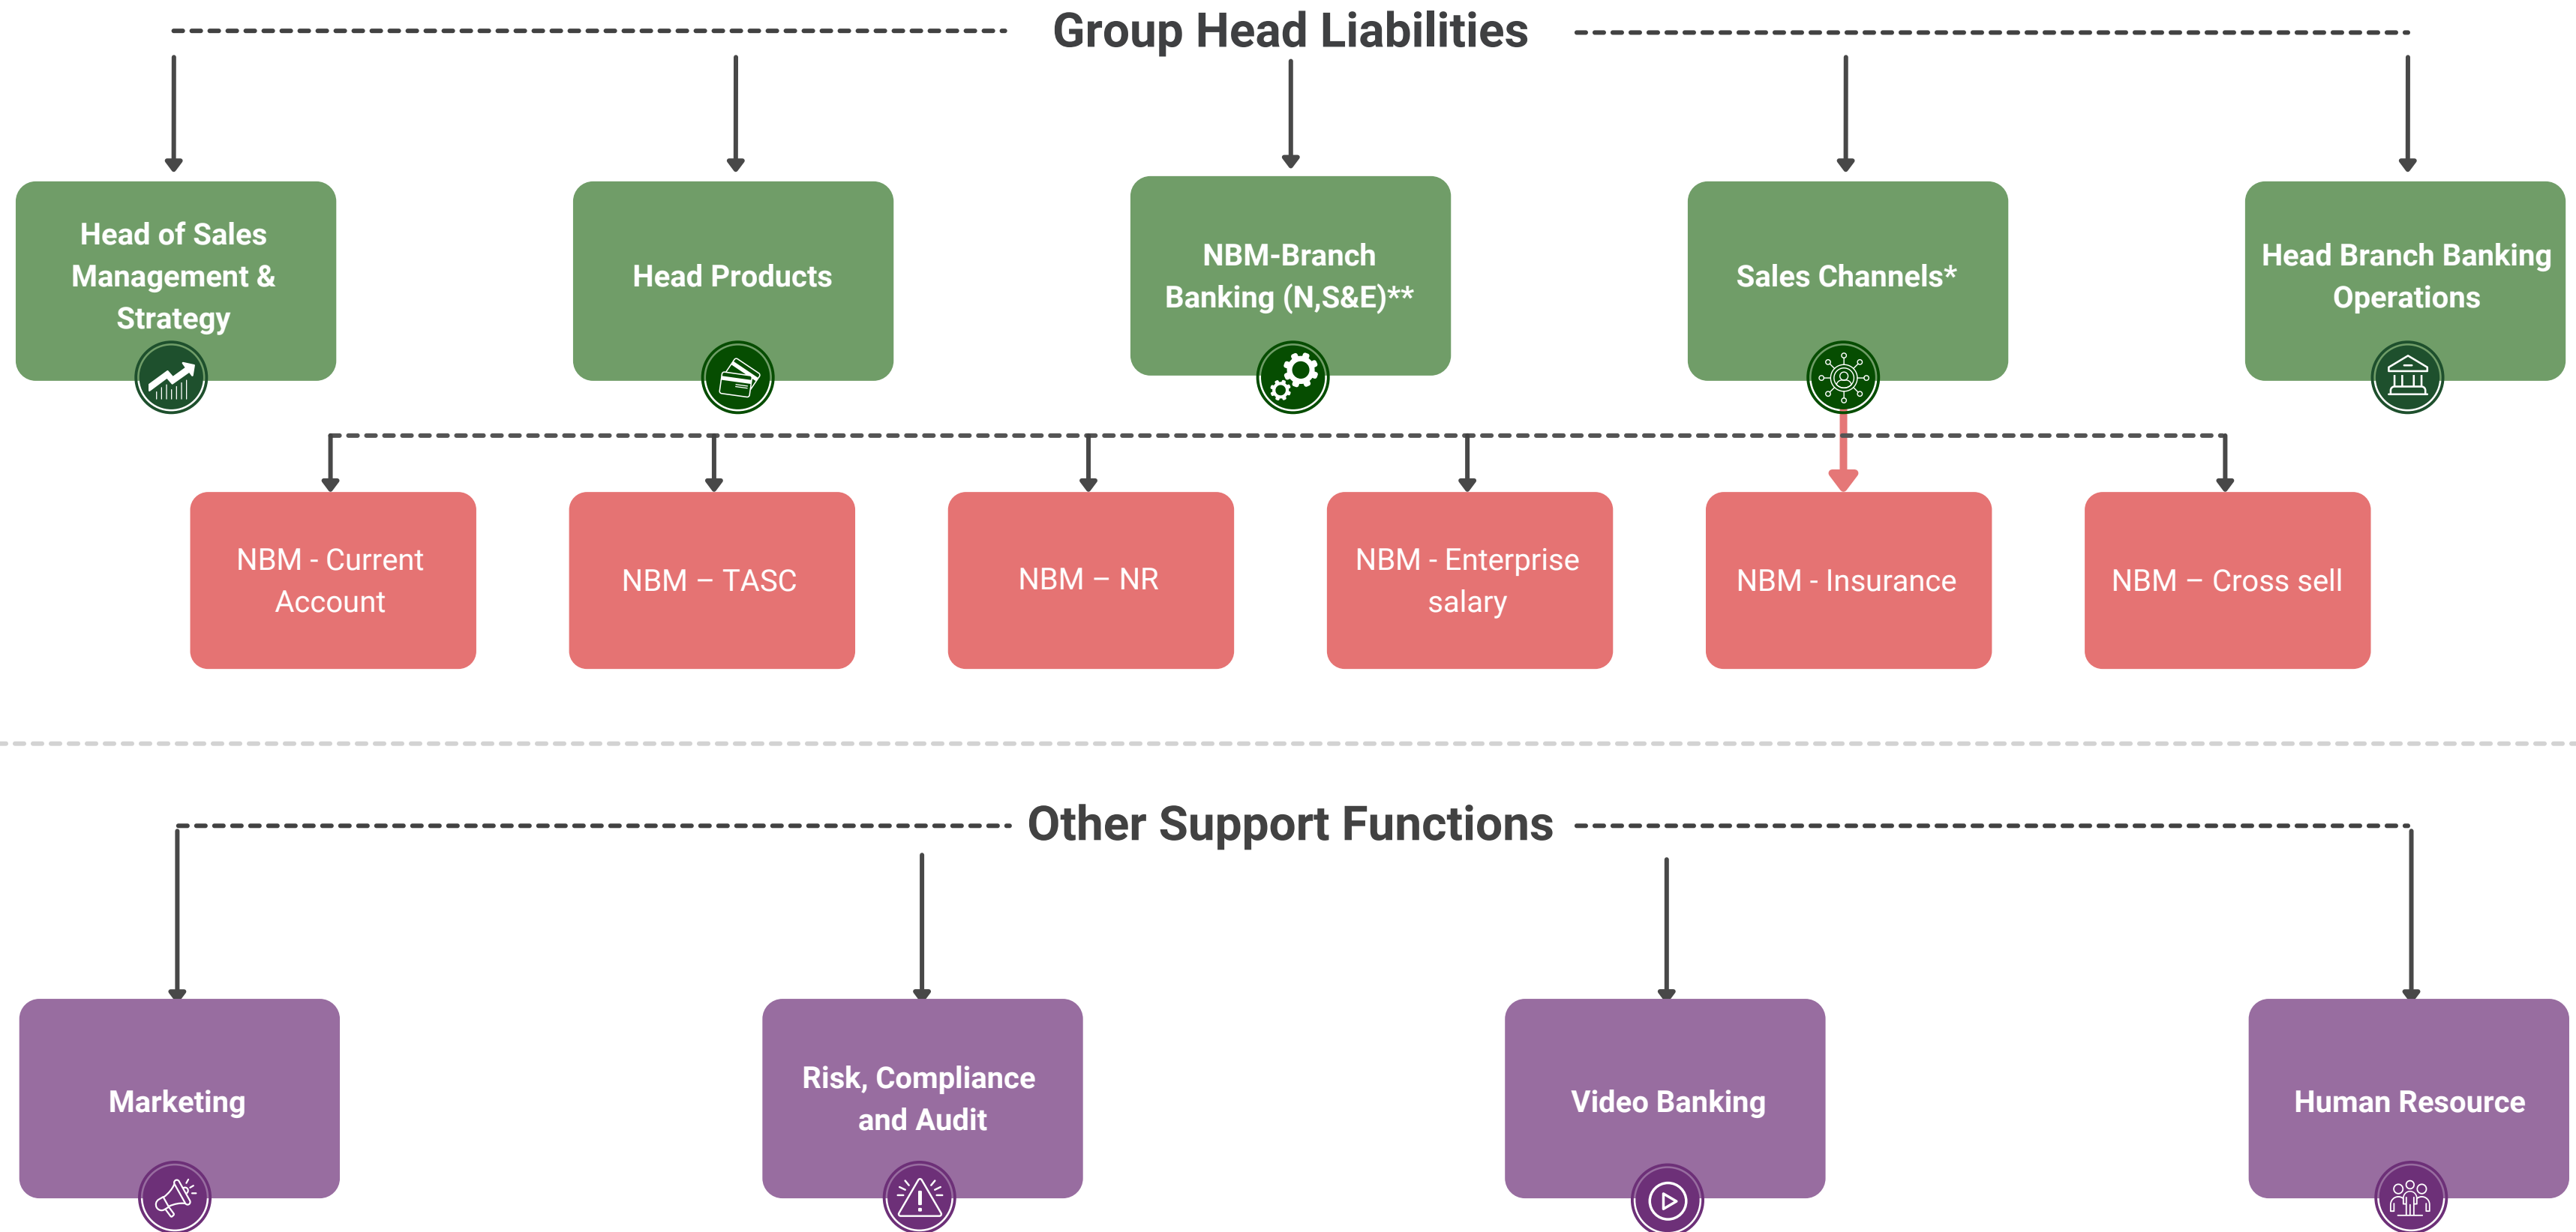 Group Head Liabilities
Head of Sales
Management &
Strategy
Head Products
NBM-Branch
Banking (N,S&E)**
Sales Channels*
Head Branch Banking
Operations
NBM - Current
Account
NBM – TASC
NBM – NR
NBM - Enterprise
salary
NBM - Insurance
NBM – Cross sell
Other Support Functions
Marketing
Risk, Compliance
and Audit
Video Banking
Human Resource